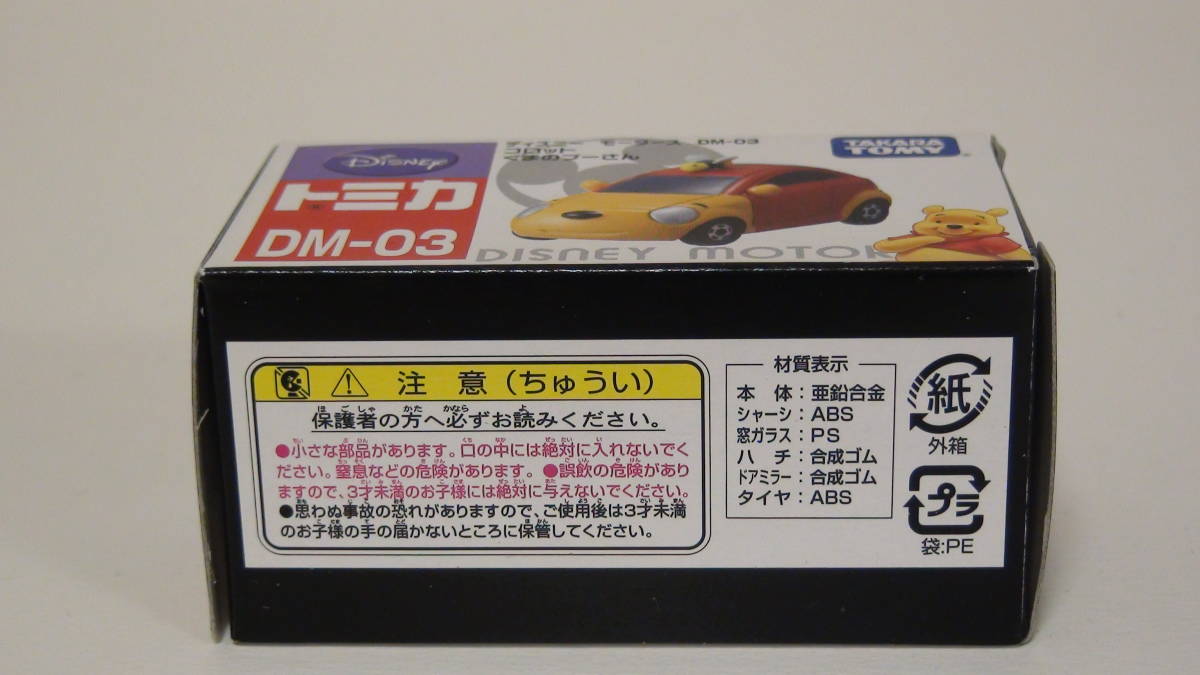 DISNEY
トミカ
DM-03
ディズニー モータース DM-03
コロット
くまのプーさん
TAKARA
TOMY
DISNEY MOTOR
注 意(ちゅうい)
保護者の方へ必ずお読みください。
●小さな部品があります。口の中には絶対に入れないでく
ださい。窒息などの危険があります。 ●誤飲の危険があり
ますので、3才未満のお子様には絶対に与えないでください。
●思わぬ事故の恐れがありますので、ご使用後は3才未満
のお子様の手の届かないところに保管してください。
材質表示
本 体:亜鉛合金
シャーシ:ABS
窓ガラス:PS
ハ チ:合成ゴム
ドアミラー:合成ゴム
タイヤ:ABS
紙
外箱
プラ
袋:PE